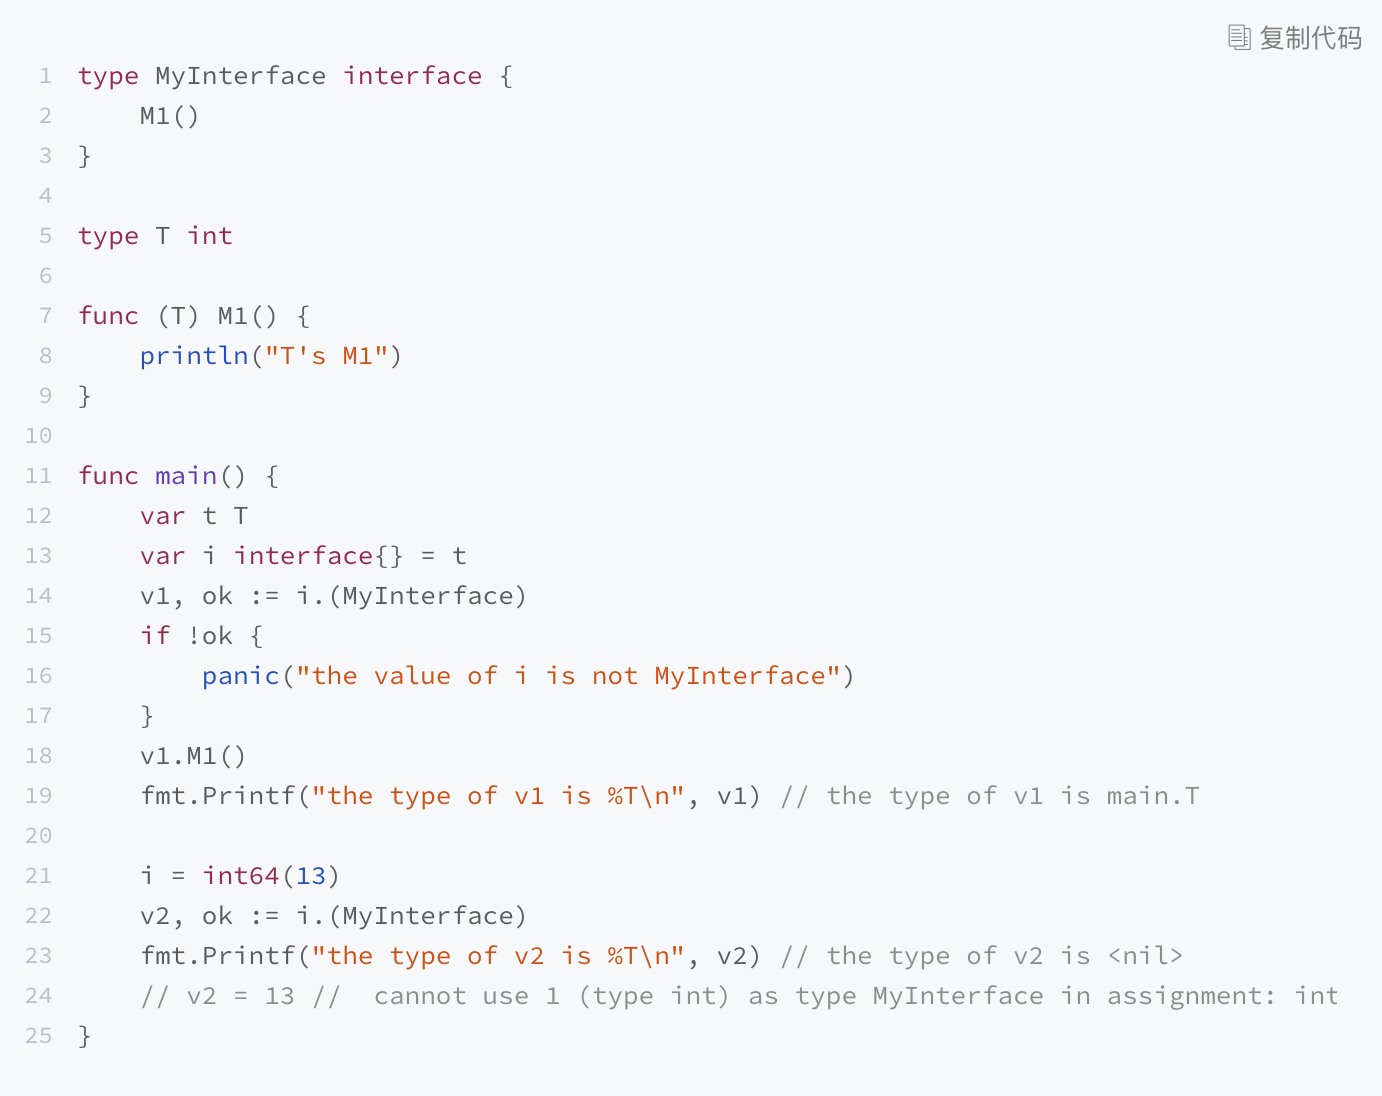 复制代码
1 type MyInterface interface {
2     M1()
3 }
4
5 type T int
6
7 func (T) M1() {
8     println("T's M1")
9 }
10
11 func main() {
12     var t T
13     var i interface{} = t
14     v1, ok := i.(MyInterface)
15     if !ok {
16         panic("the value of i is not MyInterface")
17     }
18     v1.M1()
19     fmt.Printf("the type of v1 is %T\n", v1) // the type of v1 is main.T
20
21     i = int64(13)
22     v2, ok := i.(MyInterface)
23     fmt.Printf("the type of v2 is %T\n", v2) // the type of v2 is <nil>
24     // v2 = 13 //  cannot use 1 (type int) as type MyInterface in assignment: int
25 }